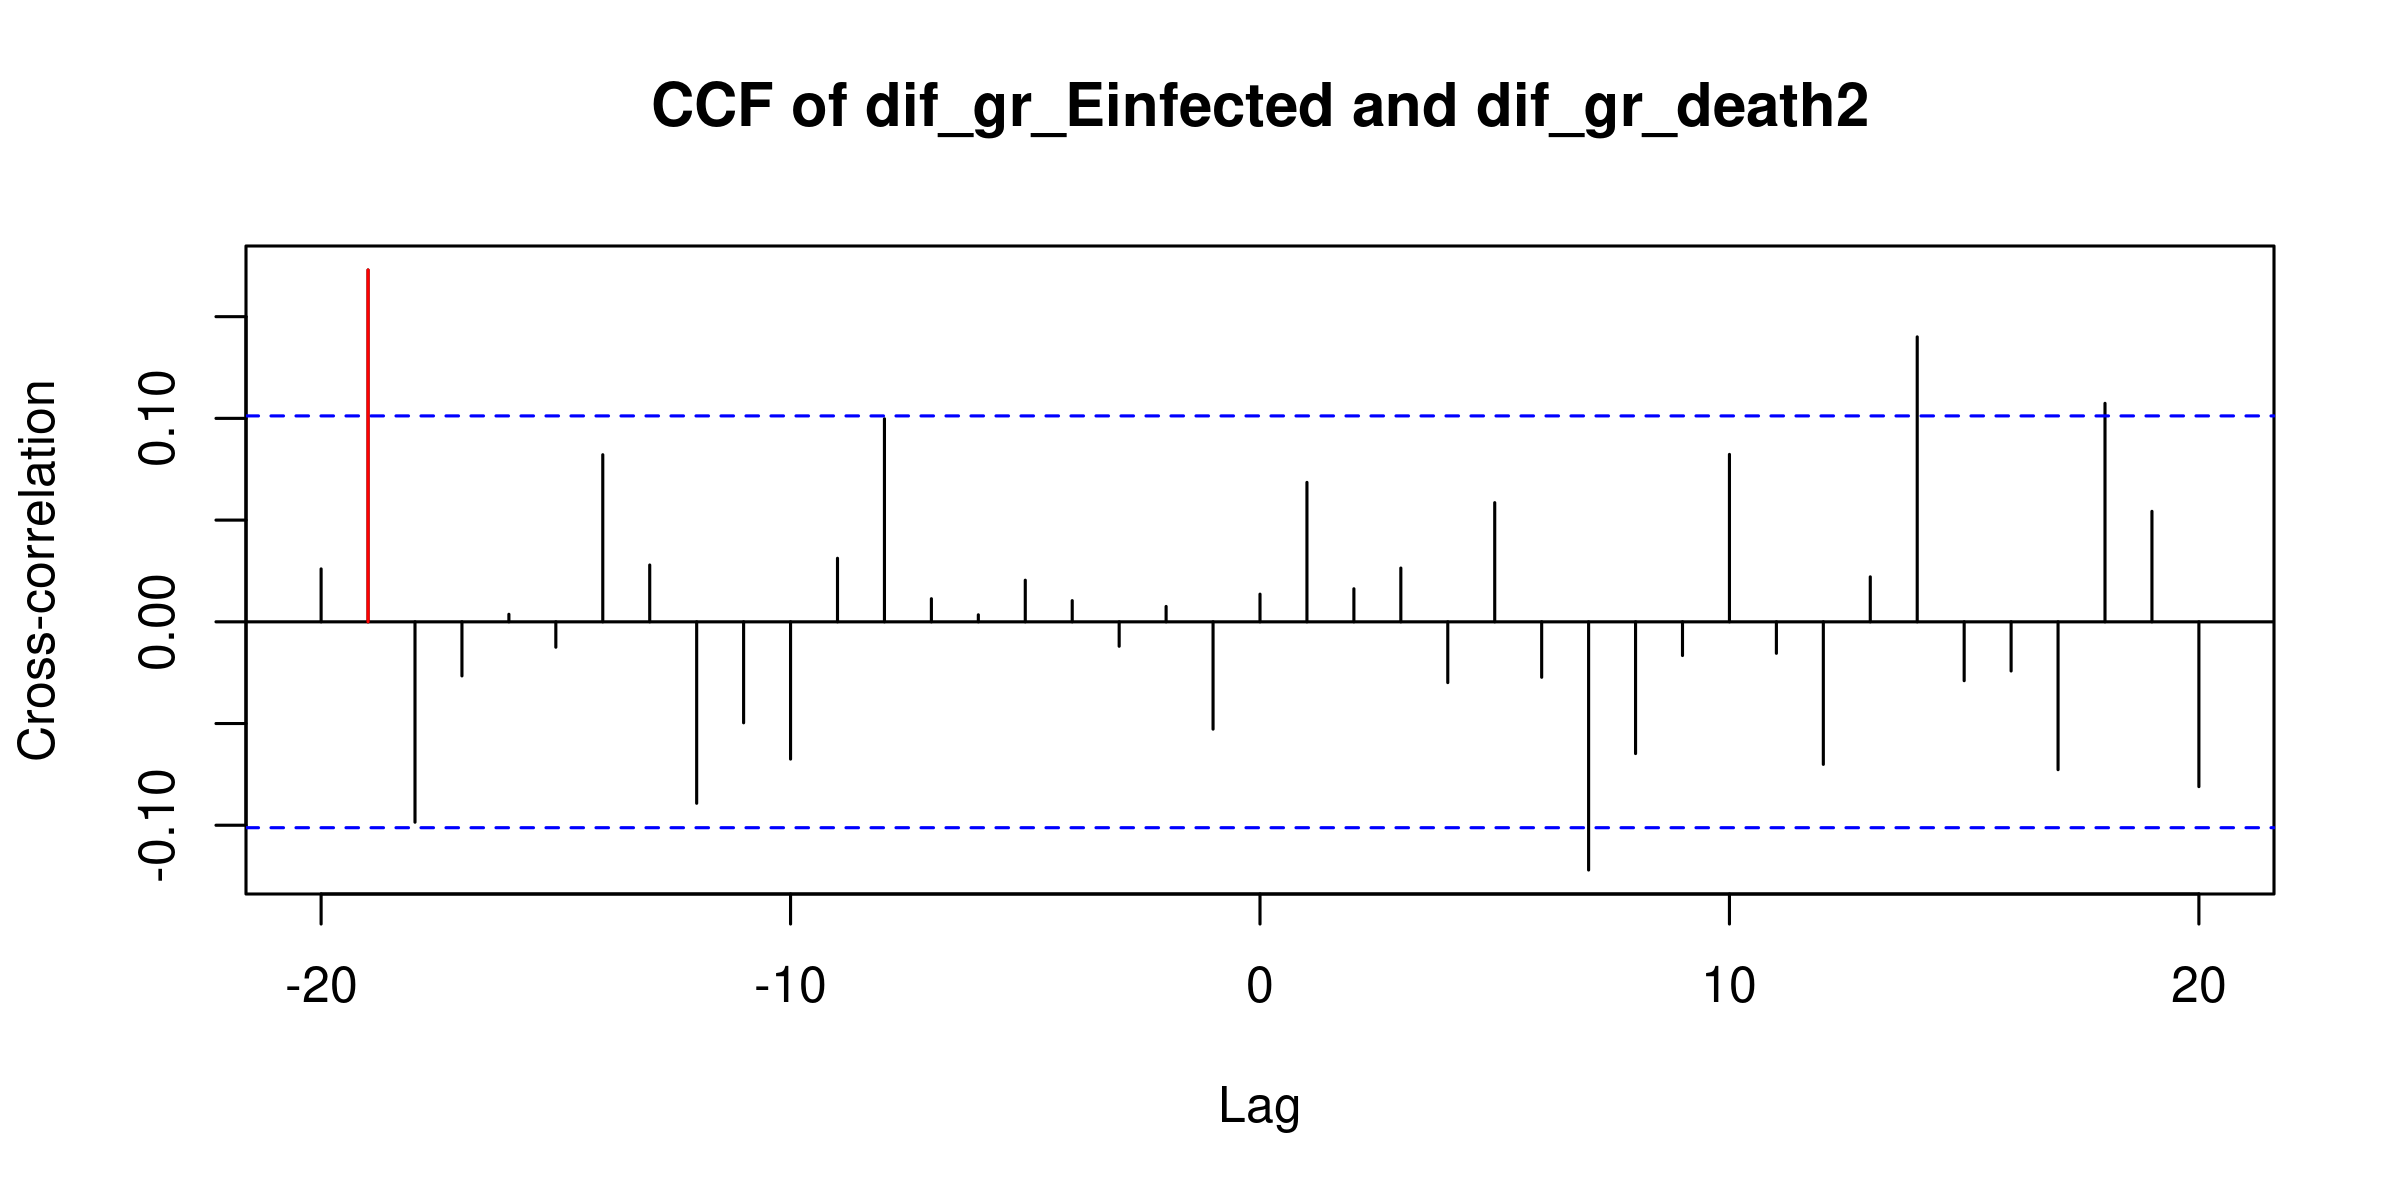 CCF of dif_gr_Einfected and dif_gr_death2
Cross-correlation
0.10
0.00
-0.10
-20 -10 0 10 20
Lag